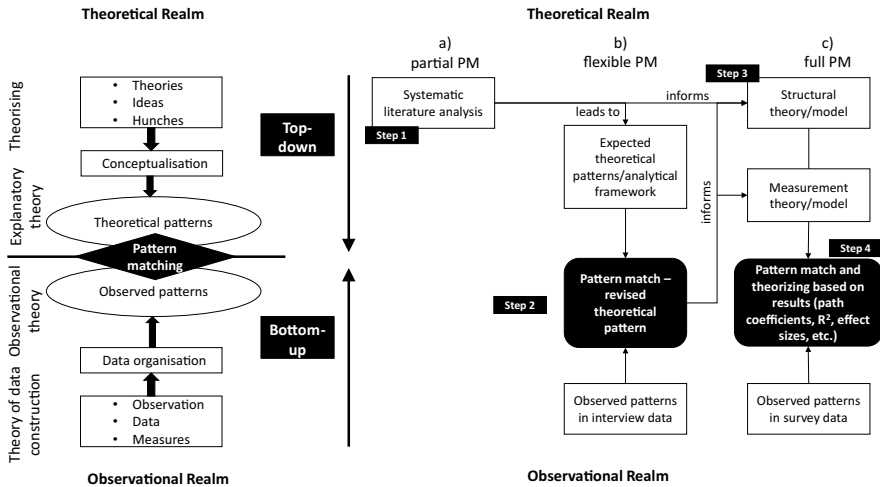 Theoretical Realm
Theorising
• Theories
• Ideas
• Hunches
Conceptualisation
Explanatory
theory
Theoretical patterns
Pattern
matching
Observational
theory
Observed patterns
Data organisation
Theory of data
construction
• Observation
• Data
• Measures
Observational Realm
Top-
down
Bottom-
up
Theoretical Realm
a)
partial PM
b)
flexible PM
c)
full PM
Systematic
literature analysis
Step 1
leads to
informs
Step 3
Structural
theory/model
Expected
theoretical
patterns/analytical
framework
informs
Measurement
theory/model
Step 2
Pattern match –
revised
theoretical
pattern
Step 4
Pattern match and
theorizing based on
results (path
coefficients, R², effect
sizes, etc.)
Observed patterns
in interview data
Observed patterns
in survey data
Observational Realm